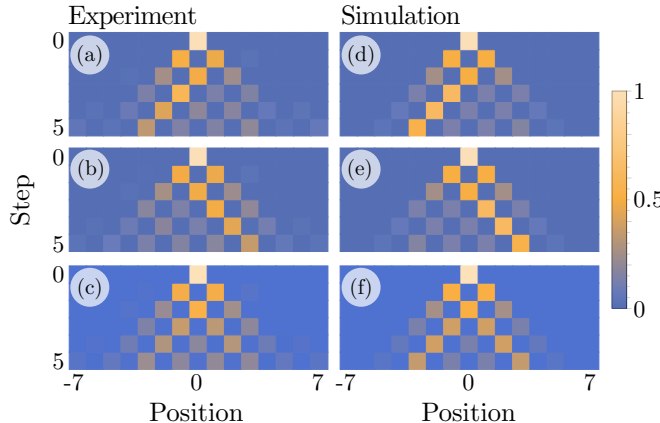 Experiment Simulation
0 (a) (d) 1
5
0 (b) (e) 0.5
Step
5
0 (c) (f) 0
5
-7 0 7 -7 0 7
Position Position